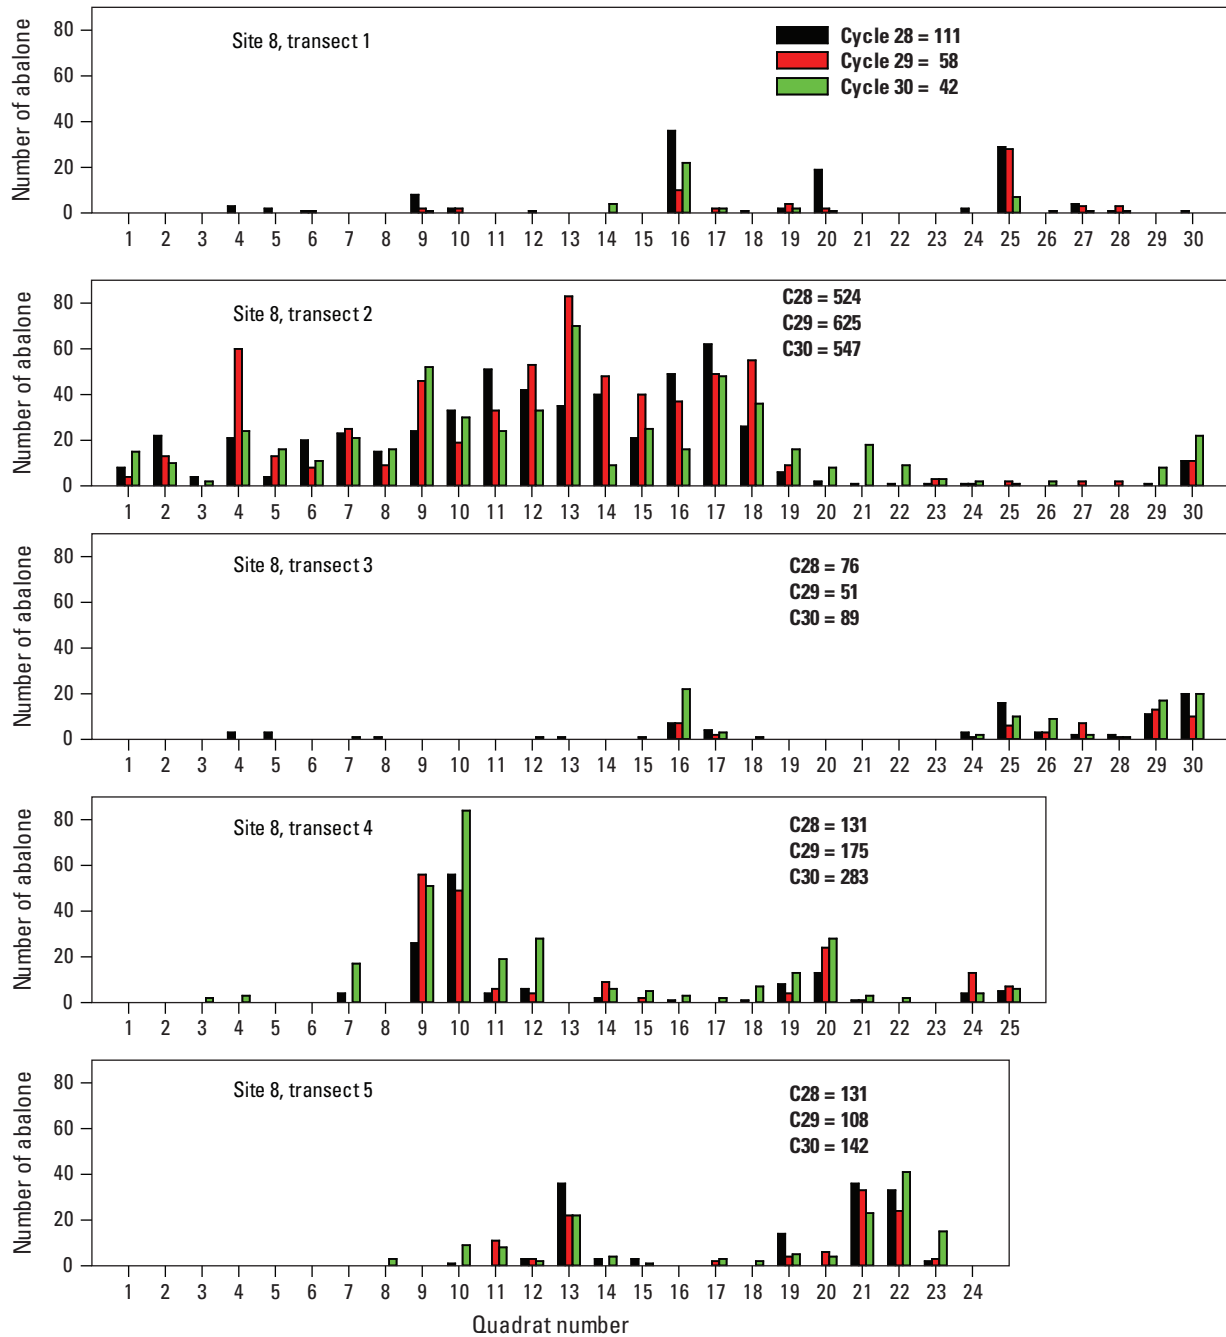 Number of abalone
80
60
40
20
0
Site 8, transect 1
Cycle 28 = 111
Cycle 29 = 58
Cycle 30 = 42
1 2 3 4 5 6 7 8 9 10 11 12 13 14 15 16 17 18 19 20 21 22 23 24 25 26 27 28 29 30
Number of abalone
80
60
40
20
0
Site 8, transect 2
C28 = 524
C29 = 625
C30 = 547
1 2 3 4 5 6 7 8 9 10 11 12 13 14 15 16 17 18 19 20 21 22 23 24 25 26 27 28 29 30
Number of abalone
80
60
40
20
0
Site 8, transect 3
C28 = 76
C29 = 51
C30 = 89
1 2 3 4 5 6 7 8 9 10 11 12 13 14 15 16 17 18 19 20 21 22 23 24 25 26 27 28 29 30
Number of abalone
80
60
40
20
0
Site 8, transect 4
C28 = 131
C29 = 175
C30 = 283
1 2 3 4 5 6 7 8 9 10 11 12 13 14 15 16 17 18 19 20 21 22 23 24 25
Number of abalone
80
60
40
20
0
Site 8, transect 5
C28 = 131
C29 = 108
C30 = 142
1 2 3 4 5 6 7 8 9 10 11 12 13 14 15 16 17 18 19 20 21 22 23 24
Quadrat number